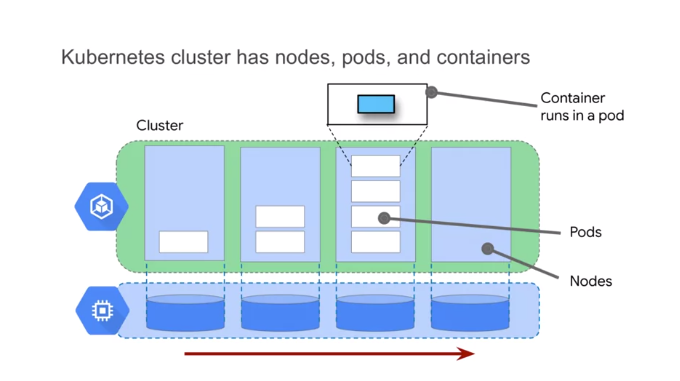 Kubernetes cluster has nodes, pods, and containers
Container
runs in a pod
Cluster
Pods
Nodes